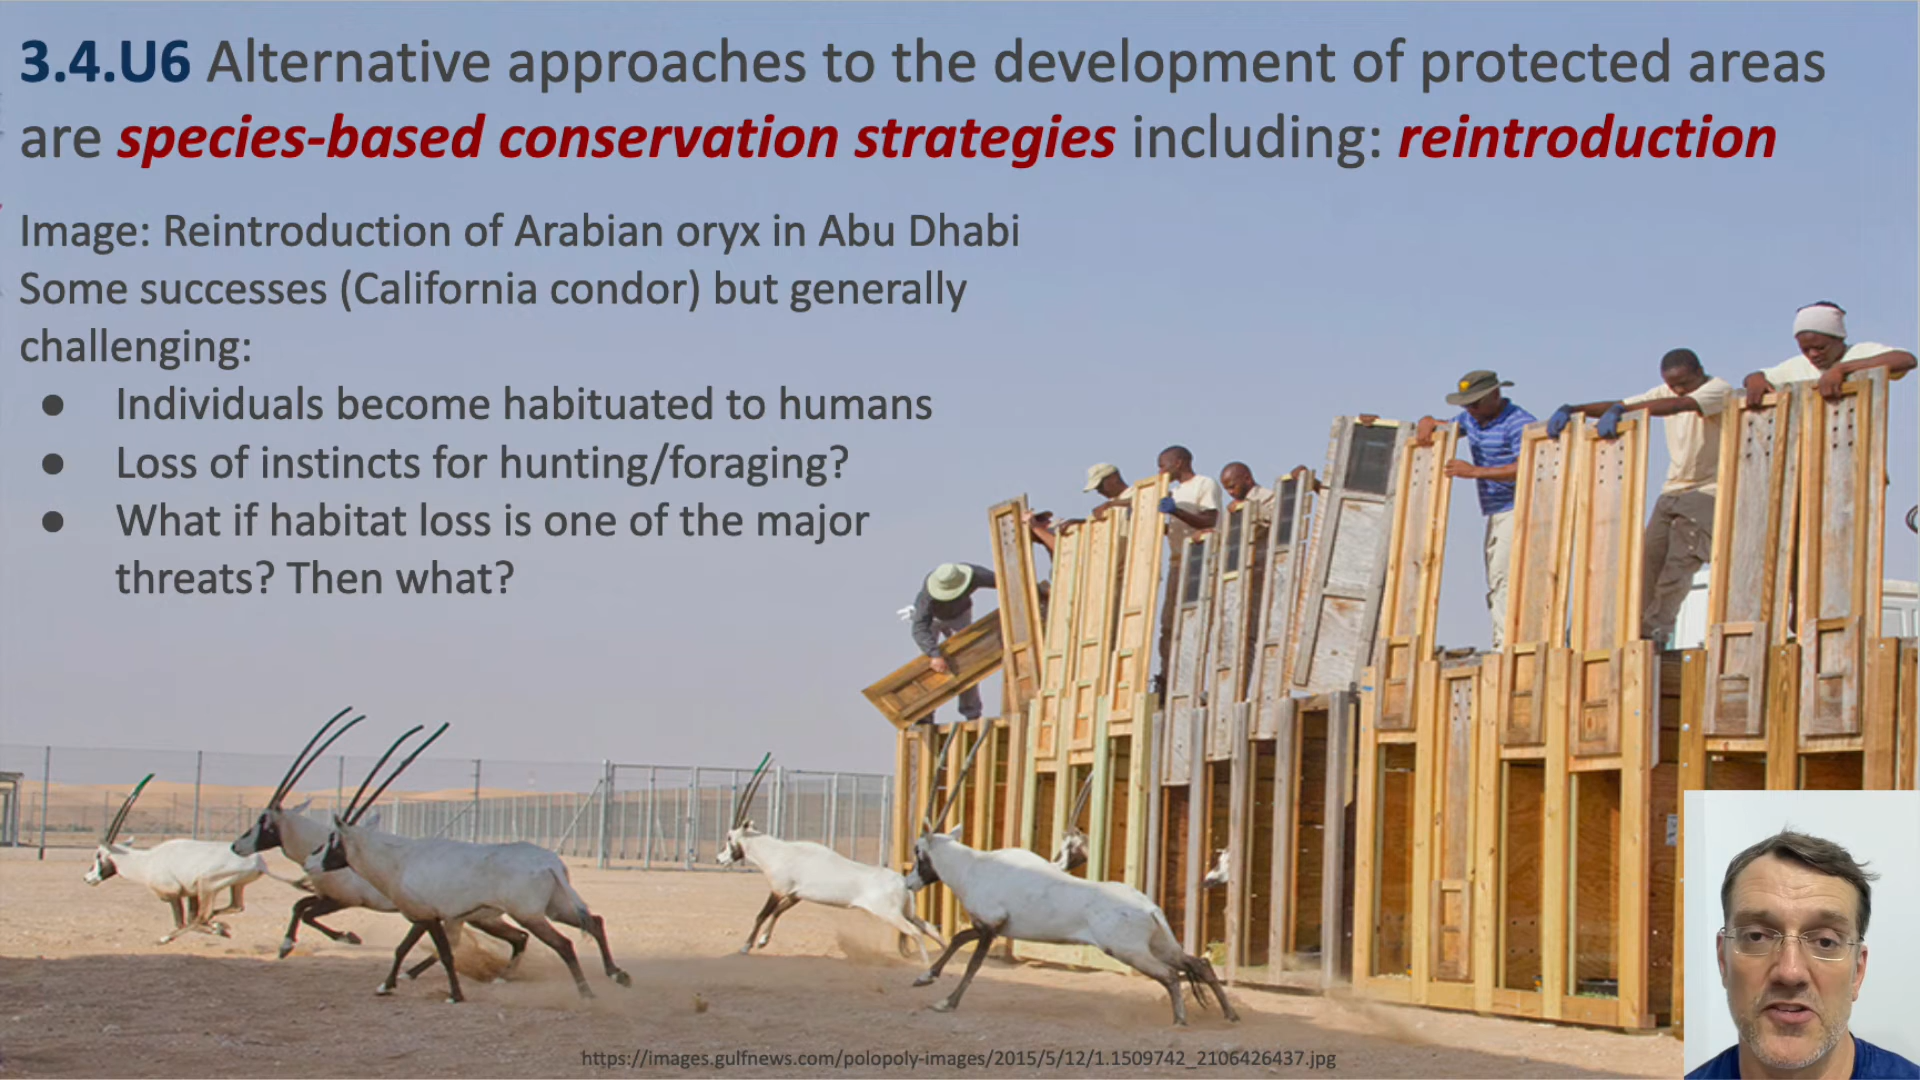 3.4.U6 Alternative approaches to the development of protected areas
are species-based conservation strategies including: reintroduction
Image: Reintroduction of Arabian oryx in Abu Dhabi
Some successes (California condor) but generally
challenging:
● Individuals become habituated to humans
● Loss of instincts for hunting/foraging?
● What if habitat loss is one of the major
threats? Then what?
https://images.gulfnews.com/polopoly-images/2015/5/12/1.1509742_2106426437.jpg